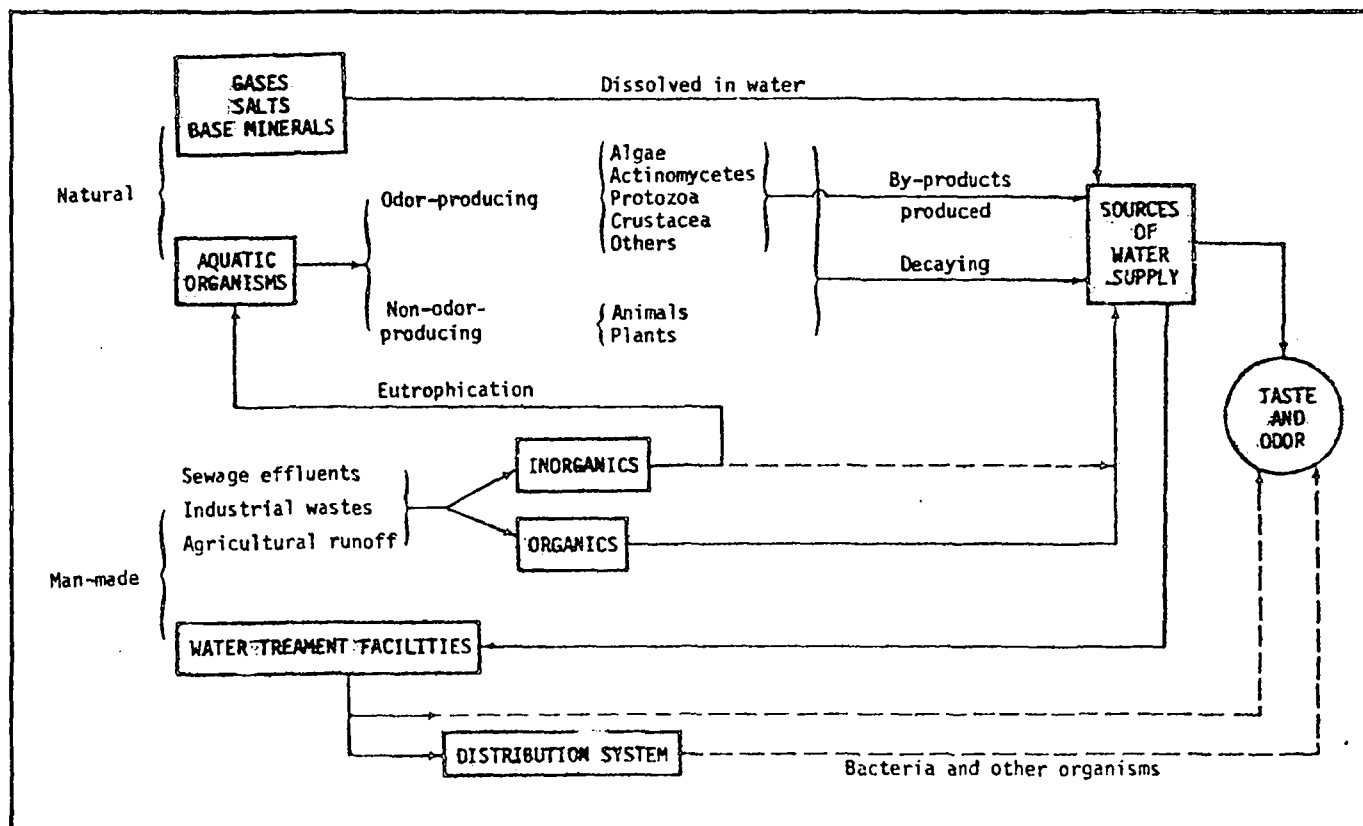 GASES
SALTS
BASE MINERALS
Dissolved in water
Natural
Odor-producing
Algae
Actinomycetes
Protozoa
Crustacea
Others
By-products
produced
SOURCES
OF
WATER
SUPPLY
AQUATIC
ORGANISMS
Decaying
Non-odor-
producing
Animals
Plants
Eutrophication
TASTE
AND
ODOR
Man-made
Sewage effluents
Industrial wastes
Agricultural runoff
INORGANICS
ORGANICS
WATER TREAMENT FACILITIES
DISTRIBUTION SYSTEM
Bacteria and other organisms